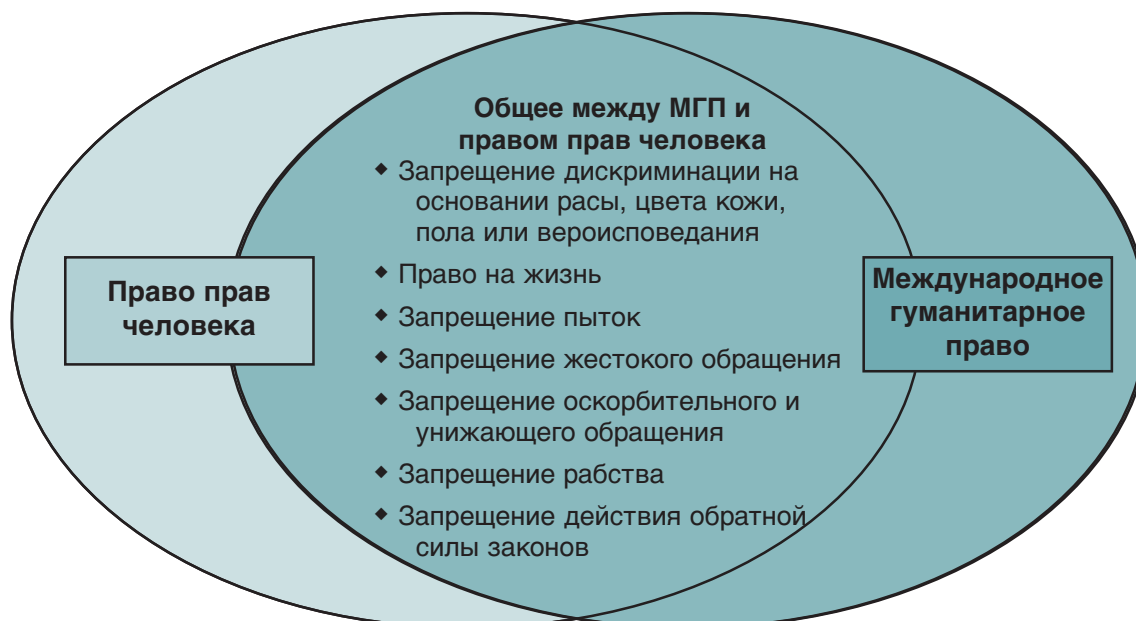 Общее между МГП и
правом прав человека
◆ Запрещение дискриминации на
основании расы, цвета кожи,
пола или вероисповедания
◆ Право на жизнь
◆ Запрещение пыток
◆ Запрещение жестокого обращения
◆ Запрещение оскорбительного и
унижающего обращения
◆ Запрещение рабства
◆ Запрещение действия обратной
силы законов
Право прав
человека
Международное
гуманитарное
право